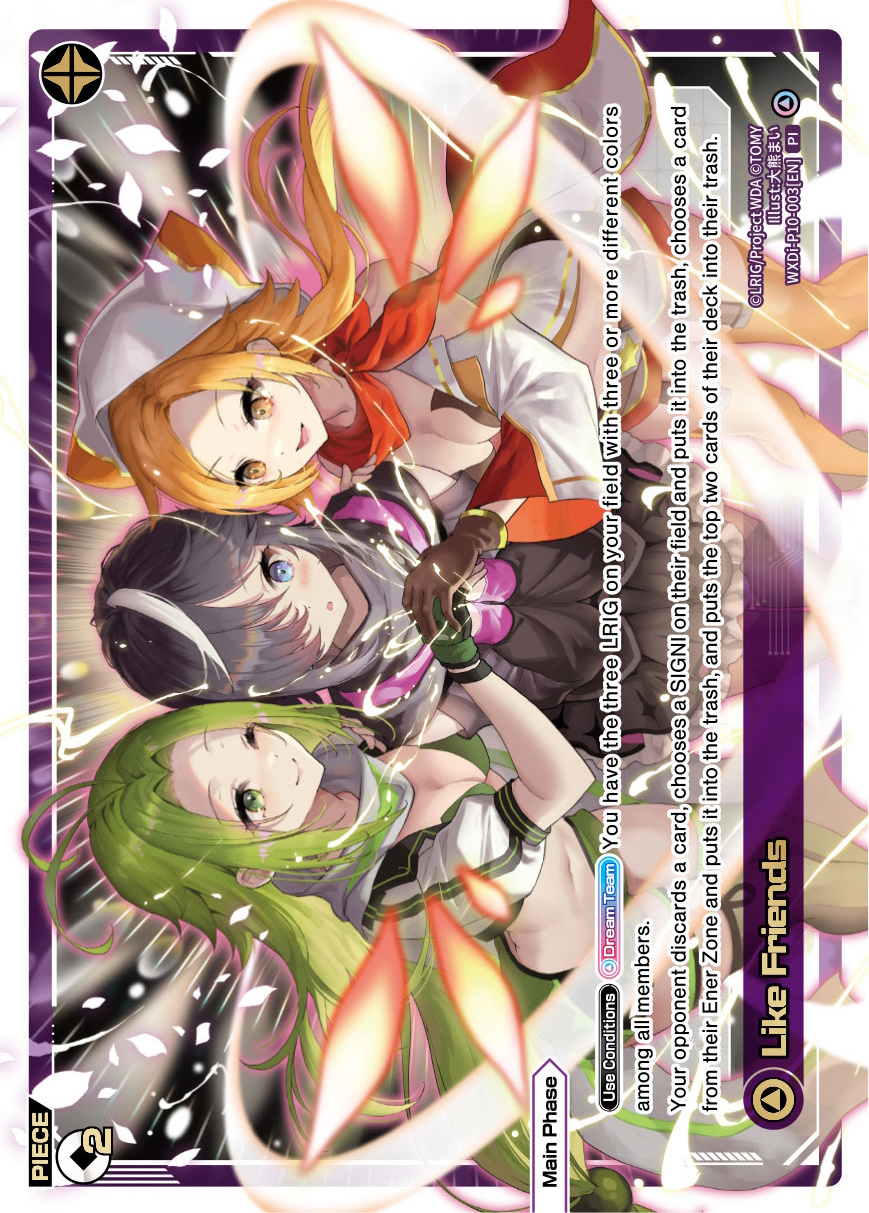 PIECE
2
Main Phase
Use Conditions Dream Team You have the three LRIG on your field with three or more different colors
among all members.
Your opponent discards a card, chooses a SIGNI on their field and puts it into the trash, chooses a card
from their Ener Zone and puts it into the trash, and puts the top two cards of their deck into their trash.
Like Friends
©LRIG/Project WDA ©TOMY
Illust:大熊まい
WXDi-P10-003[EN] PI